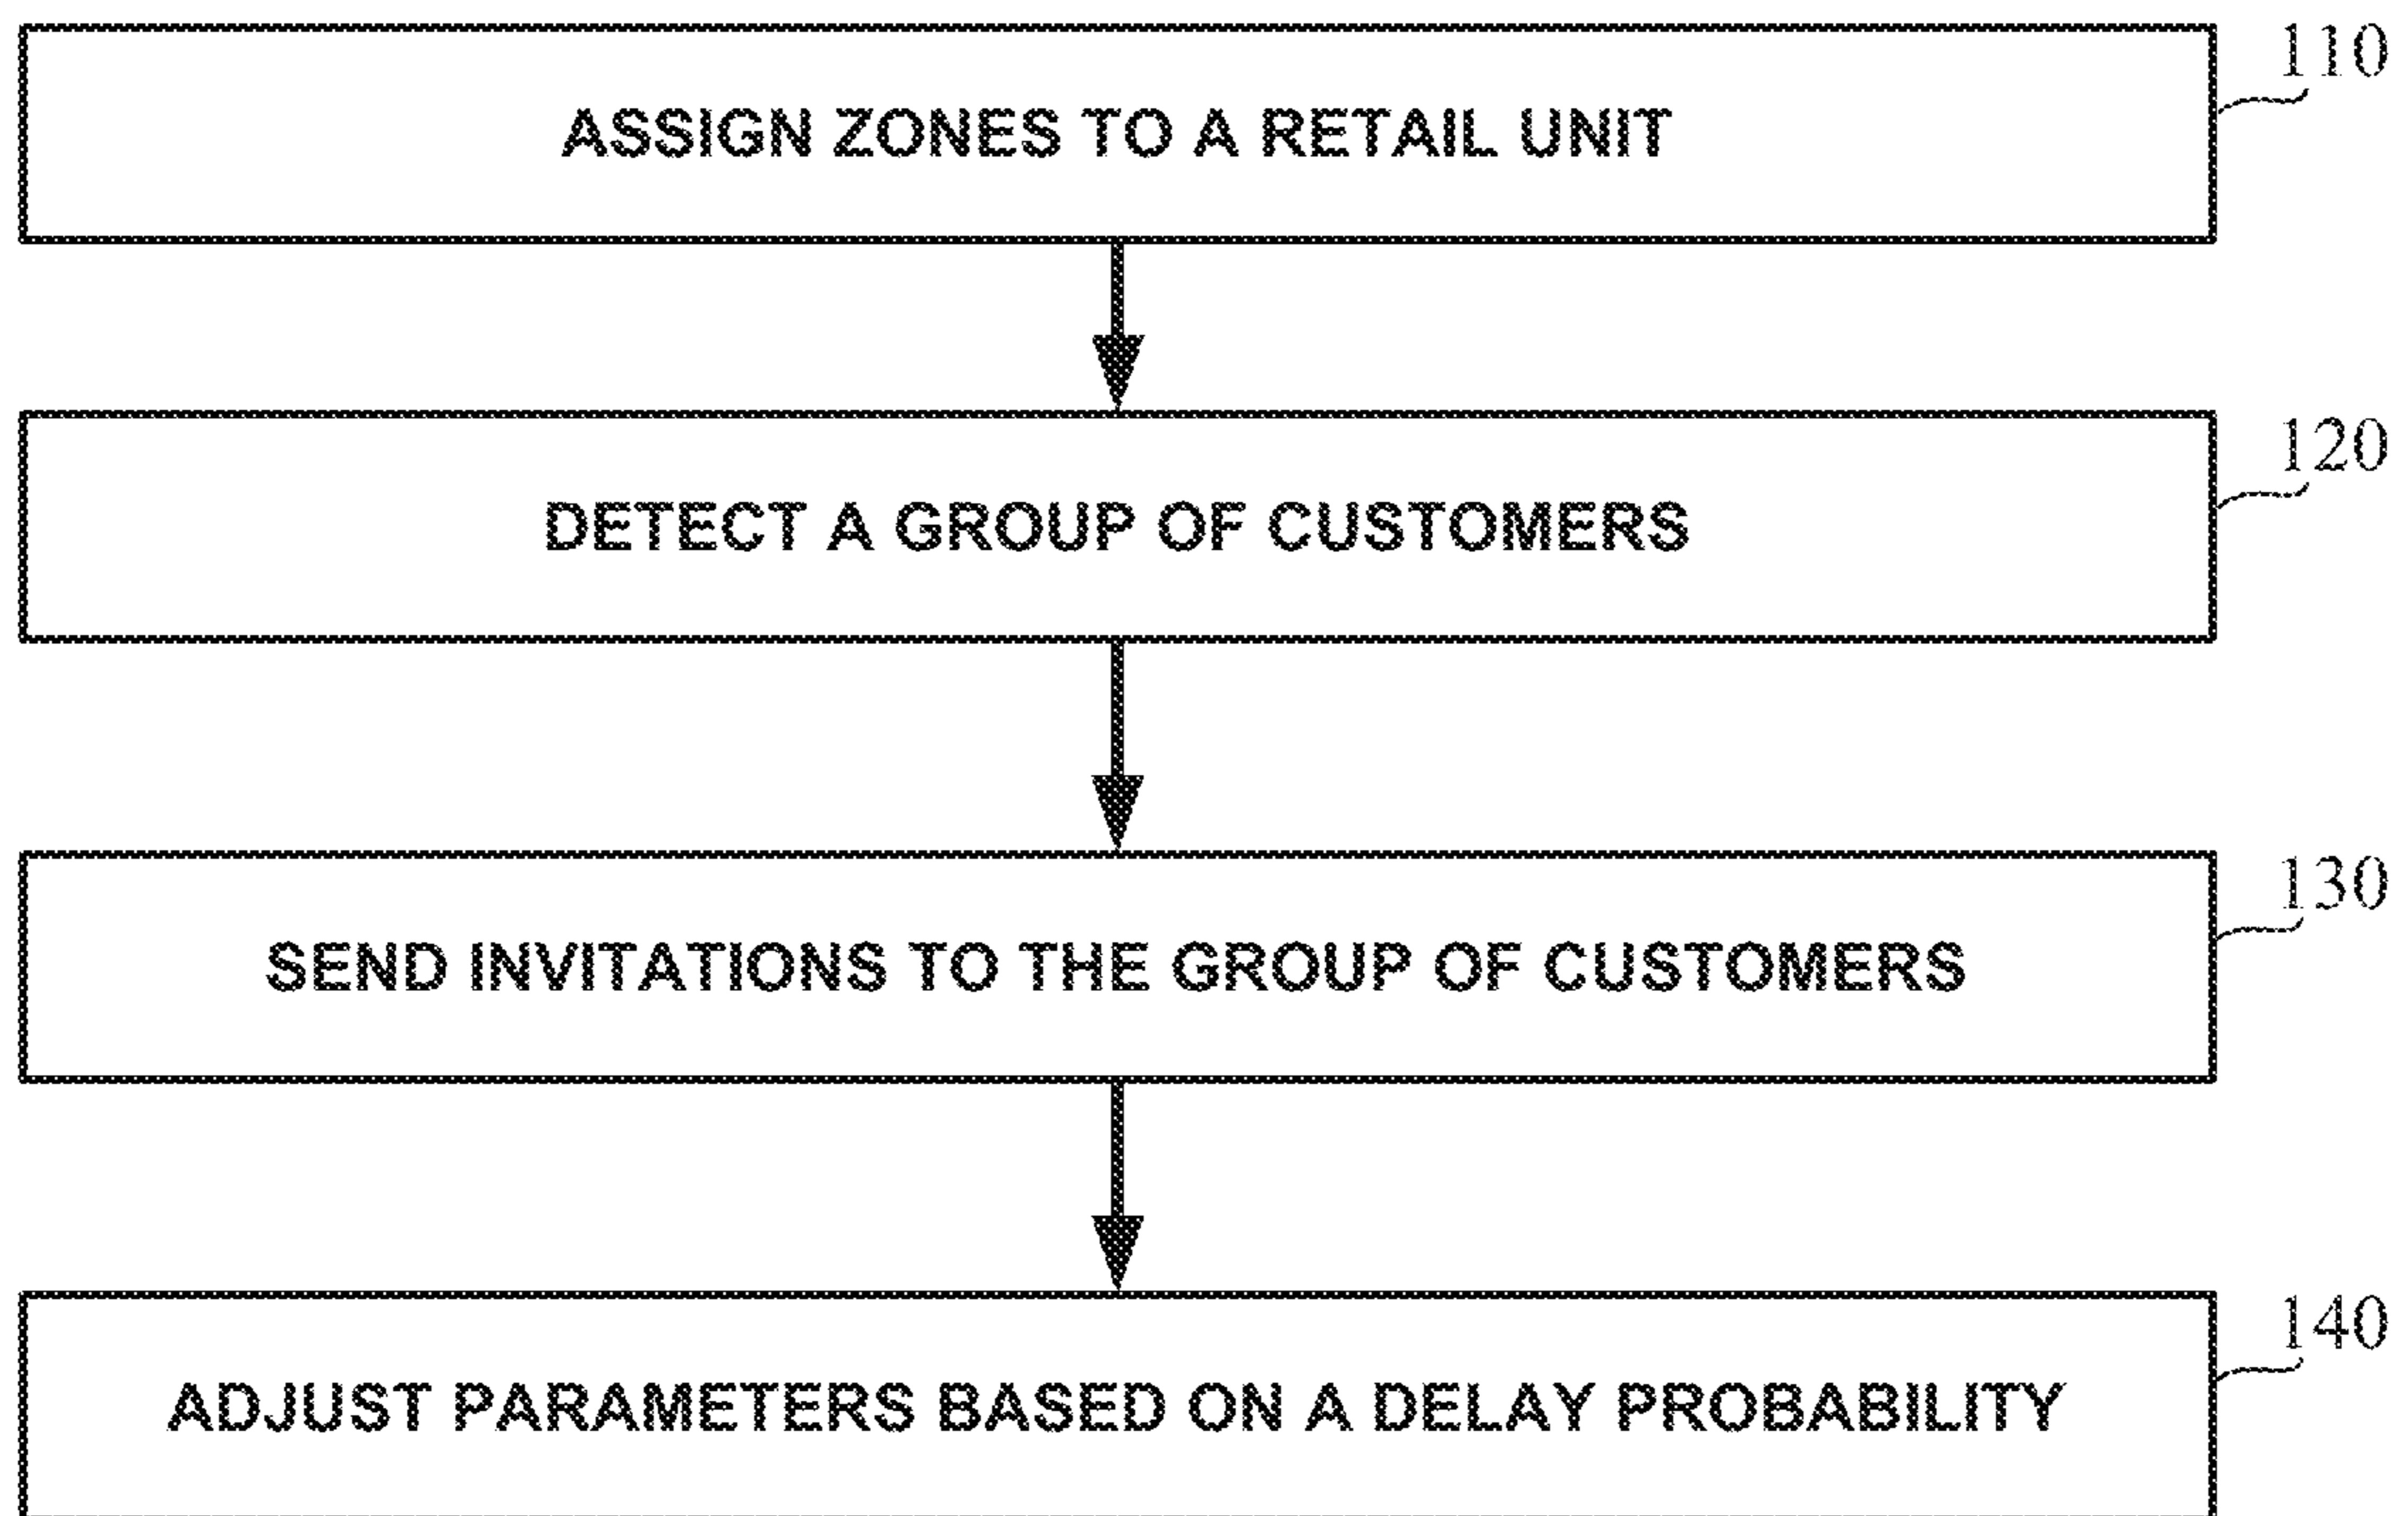 110
ASSIGN ZONES TO A RETAIL UNIT
120
DETECT A GROUP OF CUSTOMERS
130
SEND INVITATIONS TO THE GROUP OF CUSTOMERS
140
ADJUST PARAMETERS BASED ON A DELAY PROBABILITY